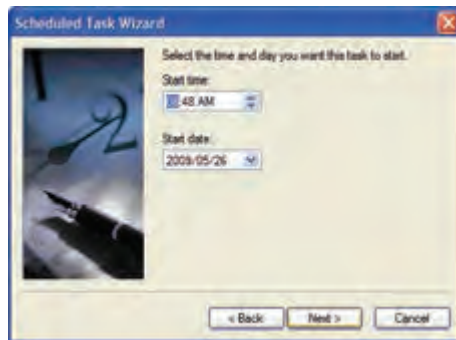 Scheduled Task Wizard
Select the time and day you want this task to start.
Start time:
:48 AM
Start date:
2009/05/26
< Back
Next >
Cancel